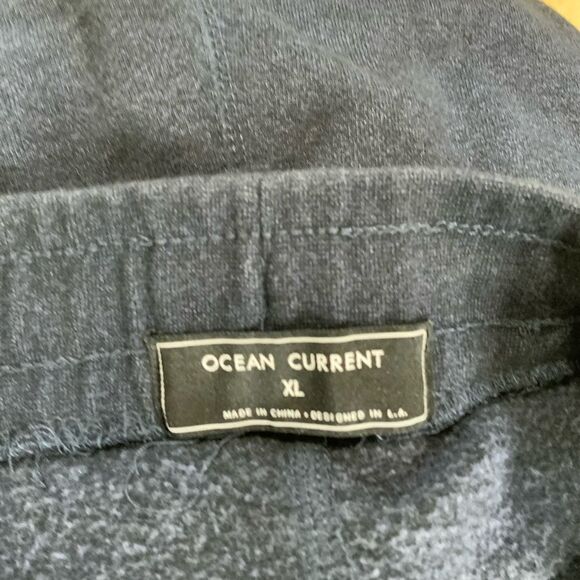 OCEAN CURRENT
XL
MADE IN CHINA • DESIGNED IN L.A.